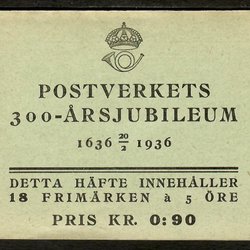 POSTVERKETS
300-ÅRSJUBILEUM
1636 20/2 1936
DETTA HÄFTE INNEHÅLLER
18 FRIMÄRKEN à 5 ÖRE
PRIS KR. 0:90